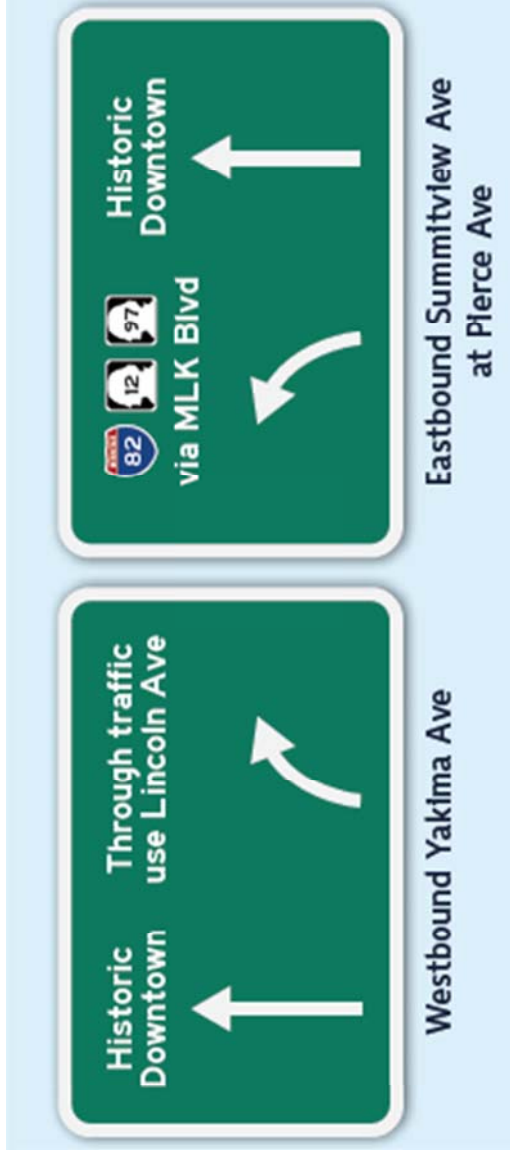 Historic
Downtown
Through traffic
use Lincoln Ave
Westbound Yakima Ave
82 12 97
via MLK Blvd
Historic
Downtown
Eastbound Summitview Ave
at Pierce Ave